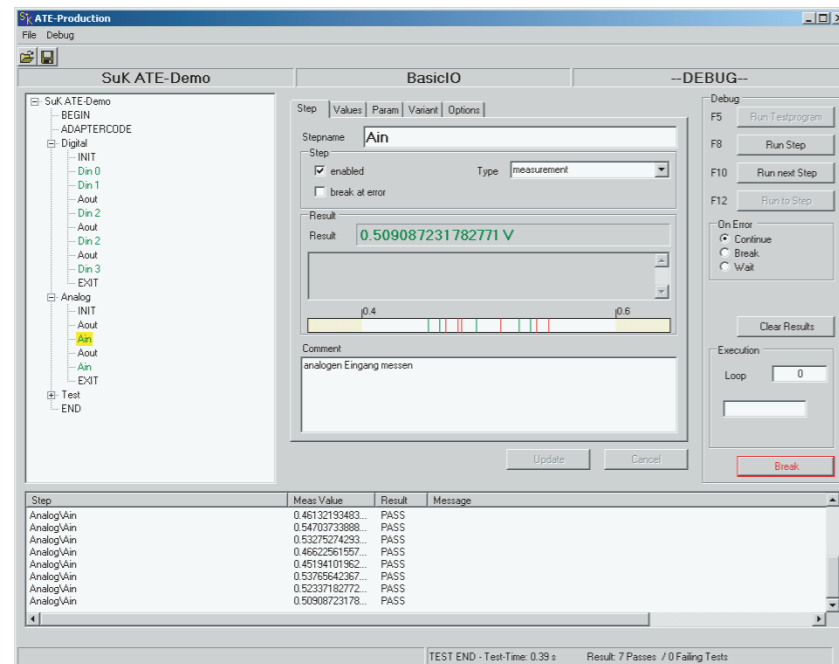 SK ATE-Production
File Debug
SuK ATE-Demo BasicIO --DEBUG--
SuK ATE-Demo
BEGIN
ADAPTERCODE
Digital
INIT
Din 0
Din 1
Aout
Din 2
Aout
Din 2
Aout
Din 3
EXIT
Analog
INIT
Aout
Ain
Aout
Ain
EXIT
Test
END
Step Values Param Variant Options
Stepname Ain
Step
enabled Type measurement
break at error
Result
Result 0.509087231782771 V
0.4 0.6
Comment
analogen Eingang messen
Update Cancel
Debug
F5 Run Testprogram
F8 Run Step
F10 Run next Step
F12 Run to Step
On Error
Continue
Break
Wait
Clear Results
Execution
Loop 0
Break
Step Meas Value Result Message
Analog\Ain 0.46132193483... PASS
Analog\Ain 0.54703733888... PASS
Analog\Ain 0.53275274293... PASS
Analog\Ain 0.46622561557... PASS
Analog\Ain 0.45194101962... PASS
Analog\Ain 0.53765642367... PASS
Analog\Ain 0.52337182772... PASS
Analog\Ain 0.50908723178... PASS
TEST END - Test-Time: 0.39 s Result: 7 Passes / 0 Failing Tests